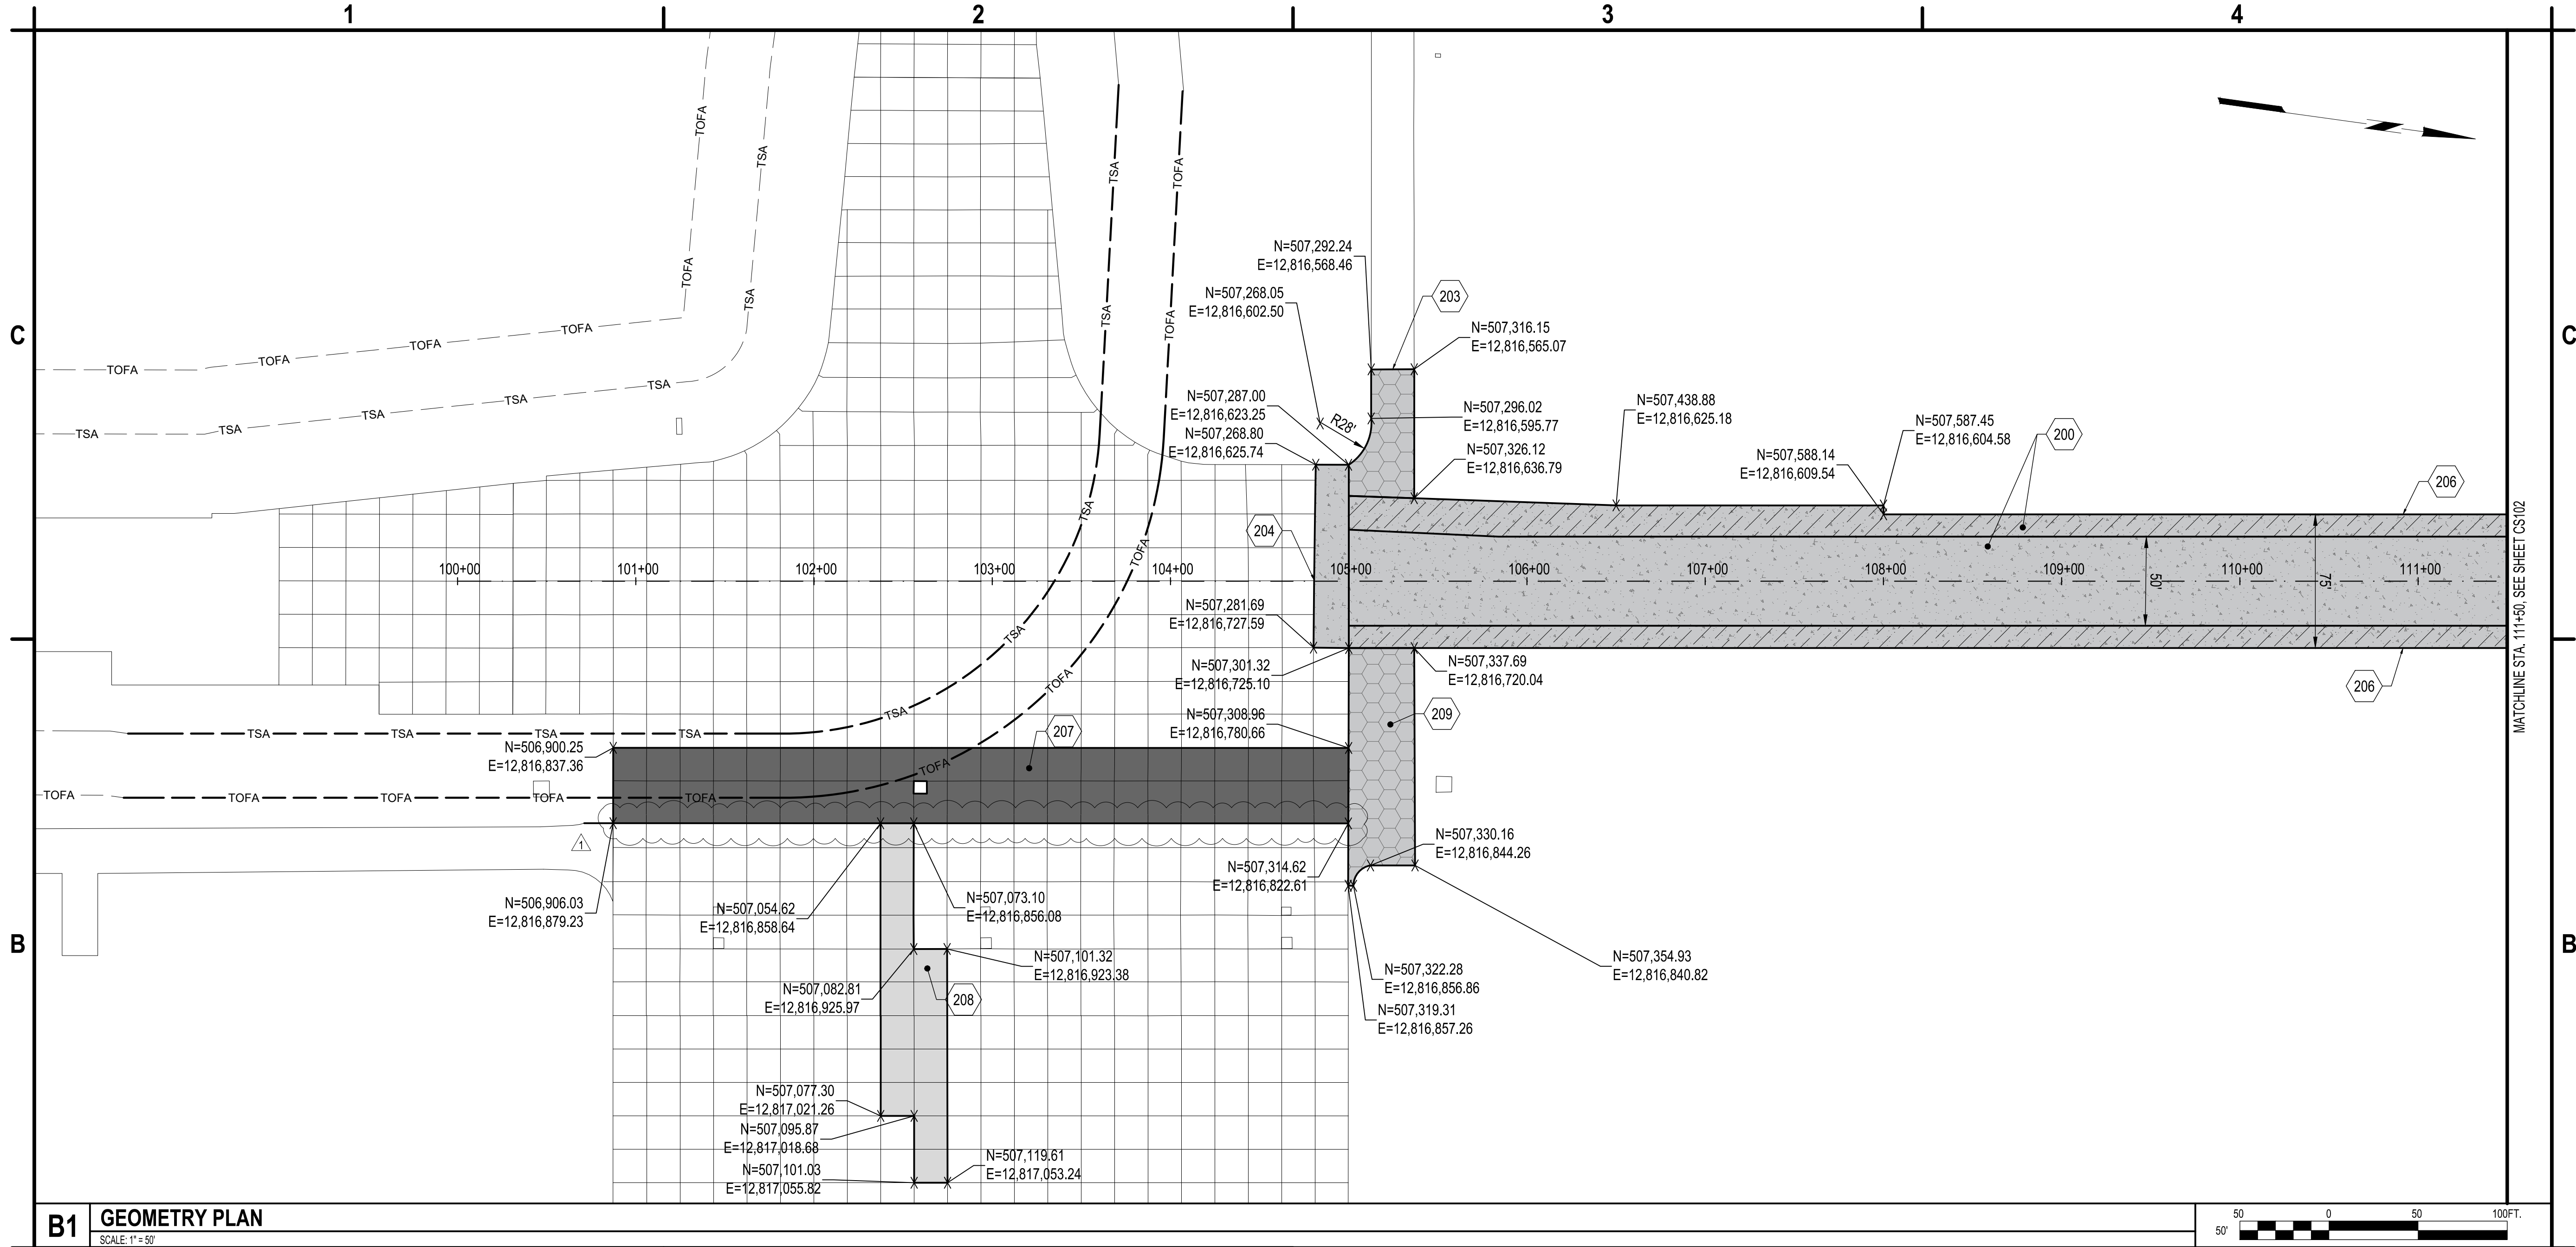 1
2
3
4
TOFA
TSA
TSA
TOFA
TOFA
TSA
TSA
TOFA
N=507,292.24
E=12,816,568.46
203
N=507,268.05
E=12,816,602.50
TSA
TOFA
TSA
TOFA
C
C
TOFA
TOFA
TOFA
TOFA
N=507,316.15
E=12,816,565.07
TSA
TSA
TSA
TSA
TSA
N=507,287.00
E=12,816,623.25
R28'
N=507,296.02
E=12,816,595.77
N=507,438.88
E=12,816,625.18
N=507,587.45
E=12,816,604.58
200
N=507,268.80
E=12,816,625.74
N=507,326.12
E=12,816,636.79
N=507,588.14
E=12,816,609.54
206
TSA
204
TOFA
100+00
101+00
102+00
103+00
104+00
105+00
106+00
107+00
108+00
109+00
110+00
111+00
50'
75'
MATCHLINE STA. 111+50, SEE SHEET CS102
N=507,281.69
E=12,816,727.59
TSA
TOFA
N=507,301.32
E=12,816,725.10
N=507,337.69
E=12,816,720.04
206
TSA
209
N=507,308.96
E=12,816,780.66
207
TSA
TSA
TSA
TSA
N=506,900.25
E=12,816,837.36
TOFA
TOFA
TOFA
TOFA
TOFA
TOFA
1
N=507,330.16
E=12,816,844.26
N=507,314.62
E=12,816,822.61
N=506,906.03
E=12,816,879.23
N=507,054.62
E=12,816,858.64
N=507,073.10
E=12,816,856.08
B
B
N=507,101.32
E=12,816,923.38
N=507,354.93
E=12,816,840.82
N=507,322.28
E=12,816,856.86
N=507,082.81
E=12,816,925.97
208
N=507,319.31
E=12,816,857.26
N=507,077.30
E=12,817,021.26
N=507,095.87
E=12,817,018.68
N=507,101.03
E=12,817,055.82
N=507,119.61
E=12,817,053.24
B1
GEOMETRY PLAN
SCALE: 1" = 50'
50 0 50 100FT.
50'